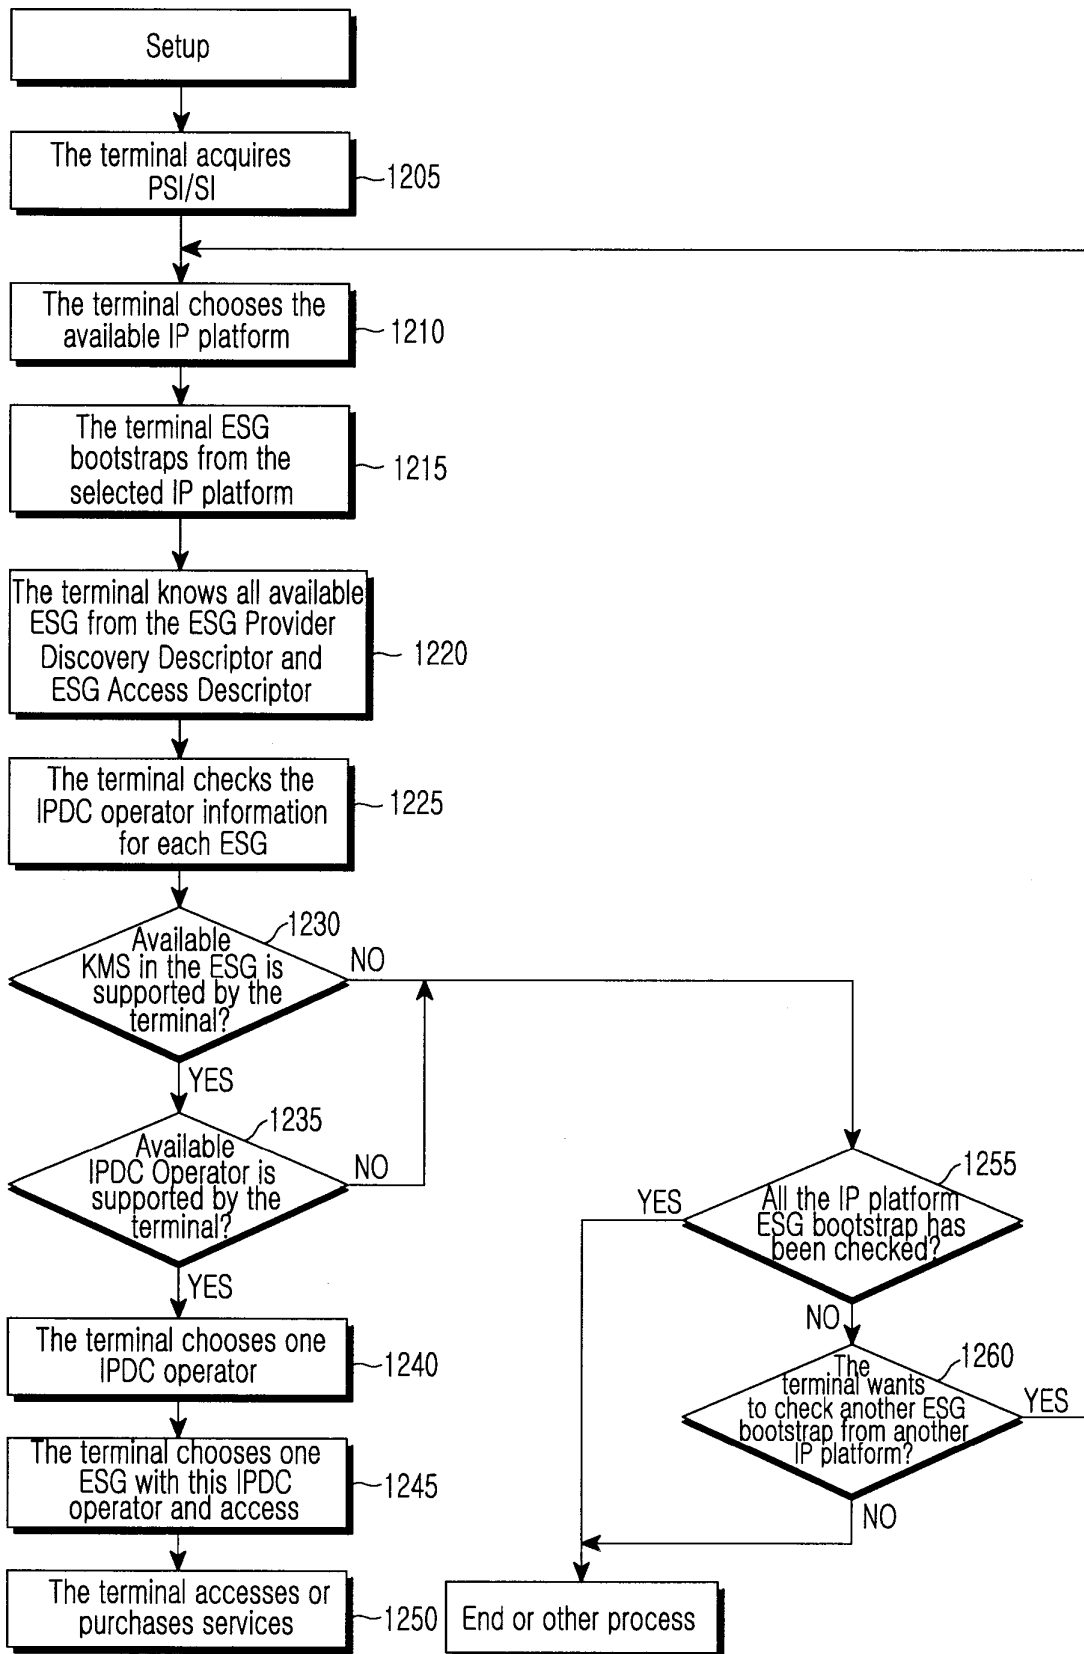 Setup
The terminal acquires
PSI/SI
1205
The terminal chooses the
available IP platform
1210
The terminal ESG
bootstraps from the
selected IP platform
1215
The terminal knows all available
ESG from the ESG Provider
Discovery Descriptor and
ESG Access Descriptor
1220
The terminal checks the
IPDC operator information
for each ESG
1225
Available
KMS in the ESG is
supported by the
terminal?
1230
NO
YES
Available
IPDC Operator is
supported by the
terminal?
1235
NO
YES
The terminal chooses one
IPDC operator
1240
The terminal chooses one
ESG with this IPDC
operator and access
1245
The terminal accesses or
purchases services
1250
All the IP platform
ESG bootstrap has
been checked?
1255
YES
NO
The
terminal wants
to check another ESG
bootstrap from another
IP platform?
1260
YES
NO
End or other process